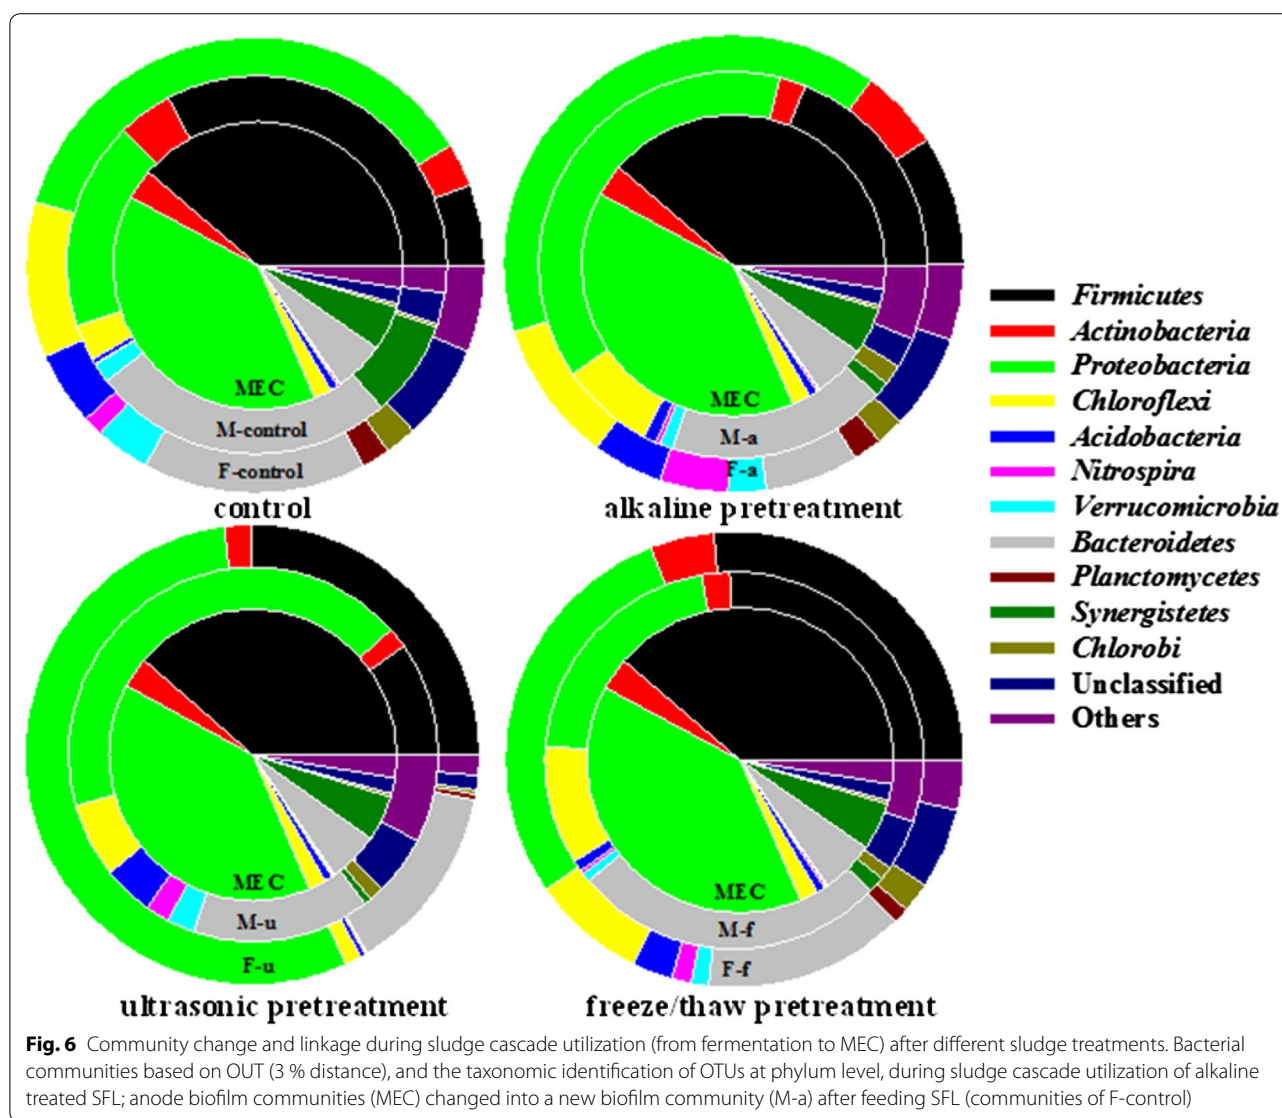 MEC
M-control
F-control
control
MEC
M-a
F-a
alkaline pretreatment
MEC
M-u
F-u
ultrasonic pretreatment
MEC
M-f
F-f
freeze/thaw pretreatment
Firmicutes
Actinobacteria
Proteobacteria
Chloroflexi
Acidobacteria
Nitrospira
Verrucomicrobia
Bacteroidetes
Planctomycetes
Synergistetes
Chlorobi
Unclassified
Others
Fig. 6 Community change and linkage during sludge cascade utilization (from fermentation to MEC) after different sludge treatments. Bacterial
communities based on OUT (3 % distance), and the taxonomic identification of OTUs at phylum level, during sludge cascade utilization of alkaline
treated SFL; anode biofilm communities (MEC) changed into a new biofilm community (M-a) after feeding SFL (communities of F-control)